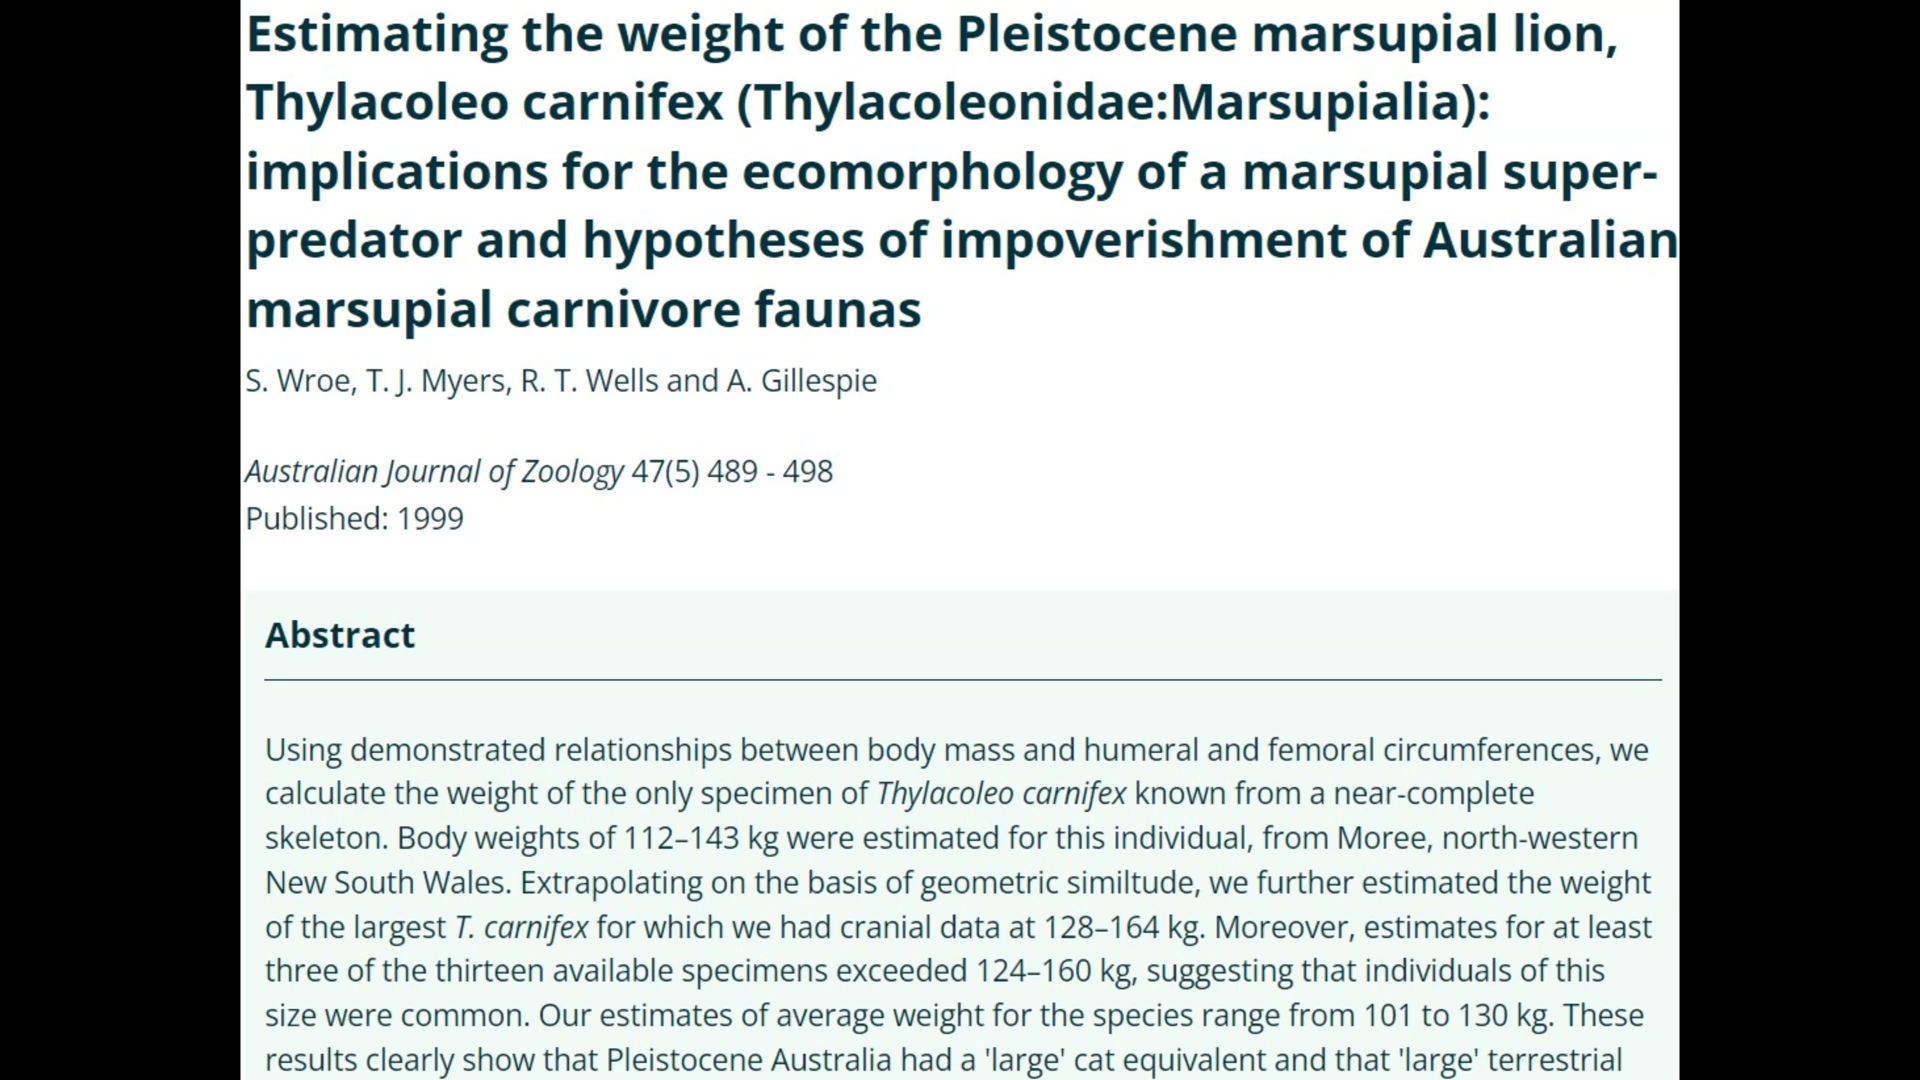 Estimating the weight of the Pleistocene marsupial lion,
Thylacoleo carnifex (Thylacoleonidae:Marsupialia):
implications for the ecomorphology of a marsupial super-
predator and hypotheses of impoverishment of Australian
marsupial carnivore faunas
S. Wroe, T. J. Myers, R. T. Wells and A. Gillespie
Australian Journal of Zoology 47(5) 489 - 498
Published: 1999
Abstract
Using demonstrated relationships between body mass and humeral and femoral circumferences, we
calculate the weight of the only specimen of Thylacoleo carnifex known from a near-complete
skeleton. Body weights of 112–143 kg were estimated for this individual, from Moree, north-western
New South Wales. Extrapolating on the basis of geometric similtude, we further estimated the weight
of the largest T. carnifex for which we had cranial data at 128–164 kg. Moreover, estimates for at least
three of the thirteen available specimens exceeded 124–160 kg, suggesting that individuals of this
size were common. Our estimates of average weight for the species range from 101 to 130 kg. These
results clearly show that Pleistocene Australia had a 'large' cat equivalent and that 'large' terrestrial